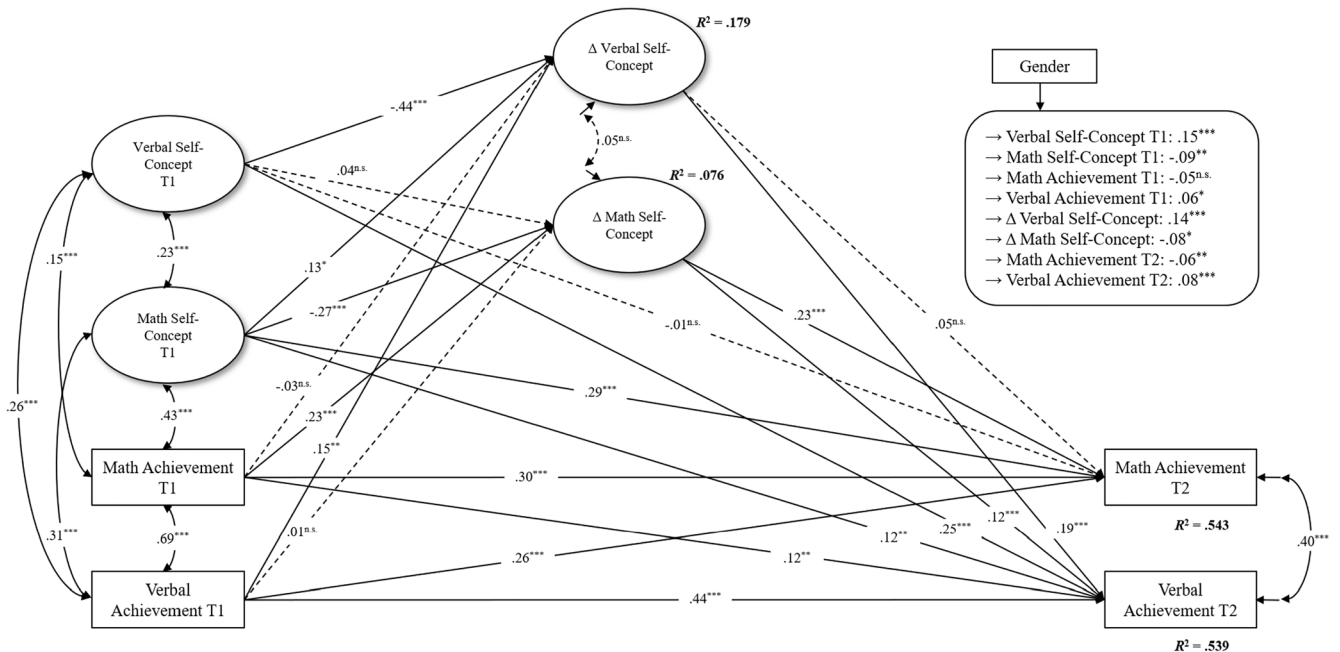 R² = .179
Δ Verbal Self-
Concept
Gender
-.44***
Verbal Self-
Concept
T1
.04n.s.
.05n.s.
R² = .076
Δ Math Self-
Concept
→ Verbal Self-Concept T1: .15***
→ Math Self-Concept T1: -.09**
→ Math Achievement T1: -.05n.s.
→ Verbal Achievement T1: .06*
→ Δ Verbal Self-Concept: .14***
→ Δ Math Self-Concept: -.08*
→ Math Achievement T2: -.06**
→ Verbal Achievement T2: .08***
.15***
.23***
.13*
-.27***
-.01n.s.
.23***
.05n.s.
Math Self-
Concept
T1
-.03n.s.
.29***
.26***
.43***
.23***
.15**
Math Achievement
T1
.30***
Math Achievement
T2
R² = .543
.31***
.69***
.01n.s.
.26***
.12**
.12**
.25***
.12***
.19***
.40***
Verbal
Achievement T1
.44***
Verbal
Achievement T2
R² = .539